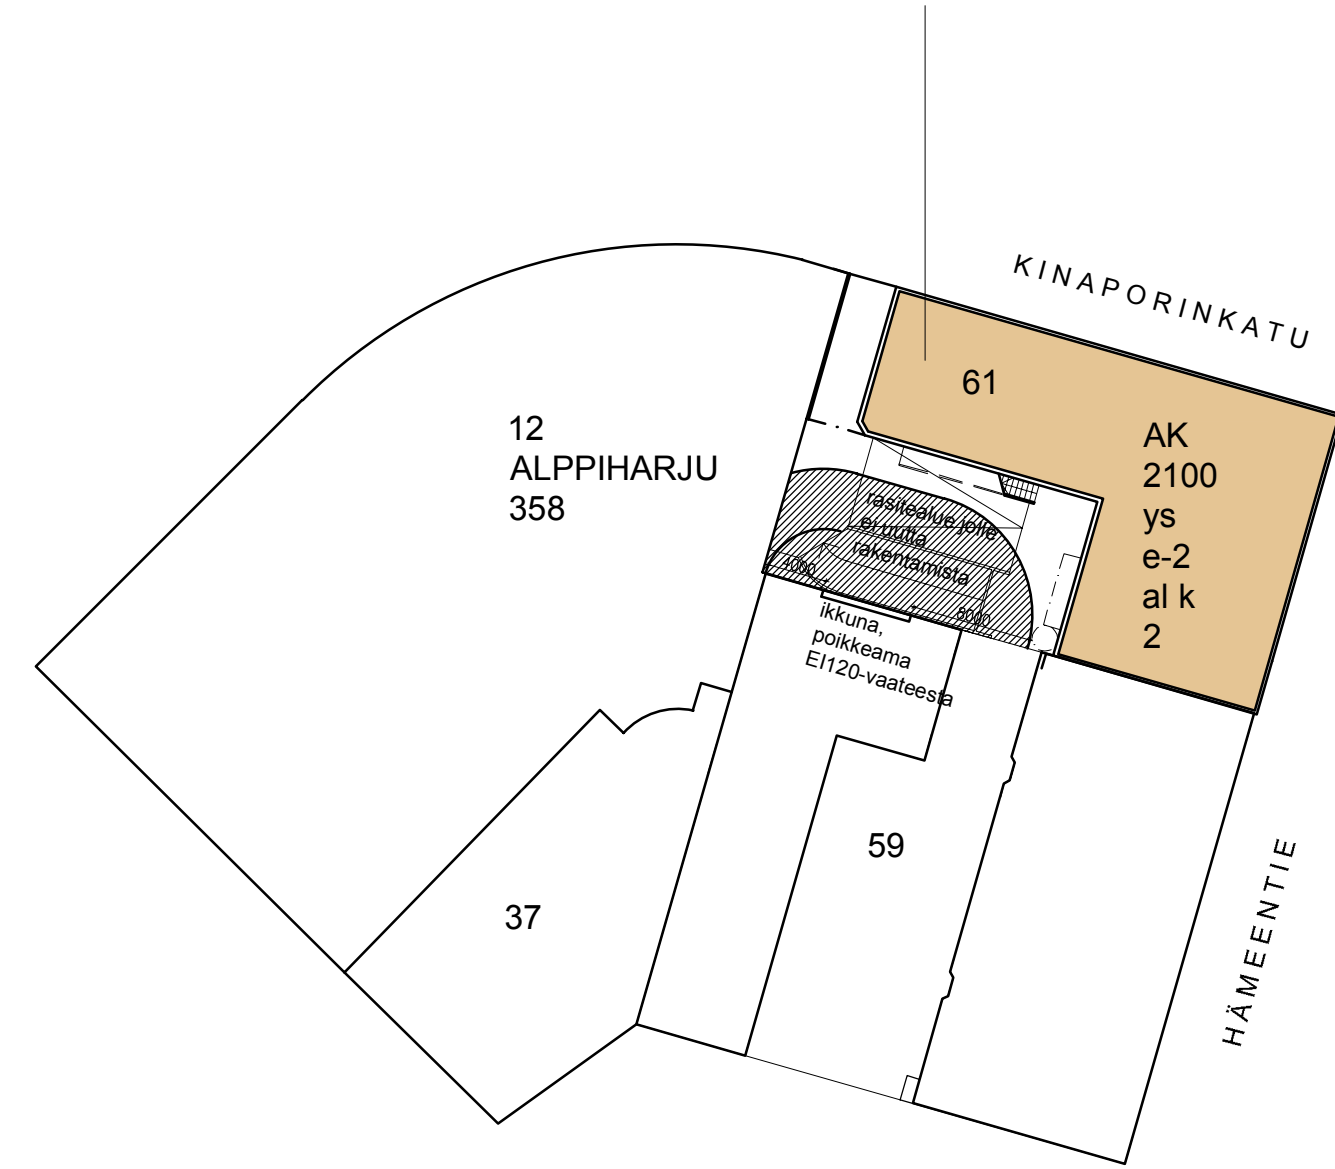 KINAPORINKATU
61
AK
2100
ys
e-2
al k
2
12
ALPPIHARJU
358
rasitealue jolle
ei uutta
rakentamista
4000
8000
ikkuna,
poikkeama
EI120-vaateesta
59
37
HÄMEENTIE